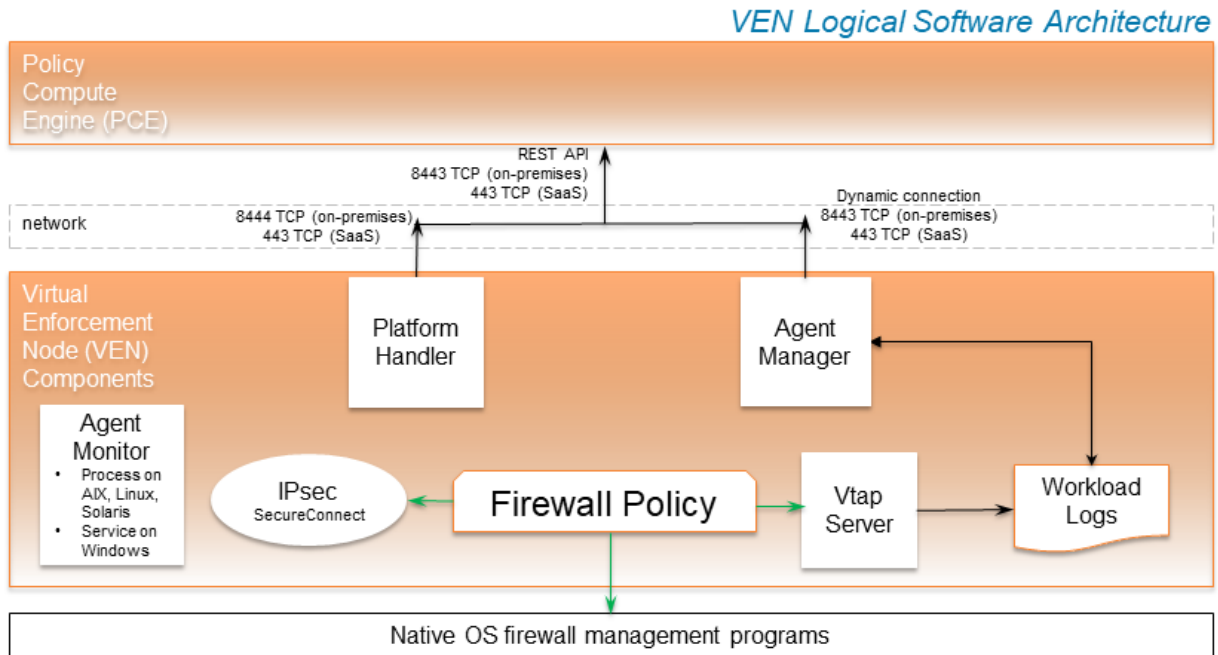 VEN Logical Software Architecture
Policy
Compute
Engine (PCE)
REST API
8443 TCP (on-premises)
443 TCP (SaaS)
network
8444 TCP (on-premises)
443 TCP (SaaS)
Dynamic connection
8443 TCP (on-premises)
443 TCP (SaaS)
Virtual
Enforcement
Node (VEN)
Components
Platform
Handler
Agent
Manager
Agent
Monitor
• Process on
AIX, Linux,
Solaris
• Service on
Windows
IPsec
SecureConnect
Firewall Policy
Vtap
Server
Workload
Logs
Native OS firewall management programs